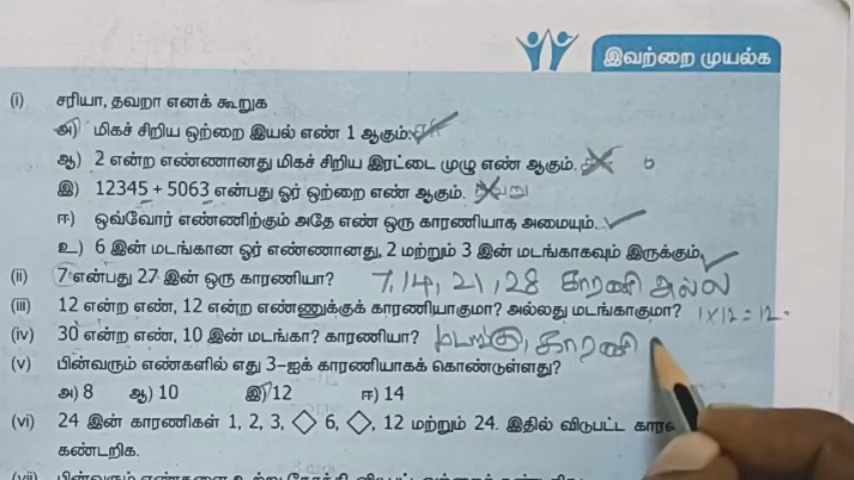 இவற்றை முயல்க
(i) சரியா, தவறா எனக் கூறுக
அ) மிகச் சிறிய ஒற்றை இயல் எண் 1 ஆகும்.
ஆ) 2 என்ற எண்ணானது மிகச் சிறிய இரட்டை முழு எண் ஆகும். 0
இ) 12345 + 5063 என்பது ஓர் ஒற்றை எண் ஆகும். தவறு
ஈ) ஒவ்வோர் எண்ணிற்கும் அதே எண் ஒரு காரணியாக அமையும்.
உ) 6 இன் மடங்கான ஓர் எண்ணானது, 2 மற்றும் 3 இன் மடங்காகவும் இருக்கும்
(ii) 7 என்பது 27 இன் ஒரு காரணியா? 7, 14, 21, 28 காரணி அல்ல
(iii) 12 என்ற எண், 12 என்ற எண்ணுக்குக் காரணியாகுமா? அல்லது மடங்காகுமா? 1 x 12 = 12.
(iv) 30 என்ற எண், 10 இன் மடங்கா? காரணியா? மடங்கு, காரணி
(v) பின்வரும் எண்களில் எது 3-ஐக் காரணியாகக் கொண்டுள்ளது?
அ) 8 ஆ) 10 இ) 12 ஈ) 14
(vi) 24 இன் காரணிகள் 1, 2, 3, ◇ 6, ◇, 12 மற்றும் 24. இதில் விடுபட்ட
கண்டறிக.
(vii)